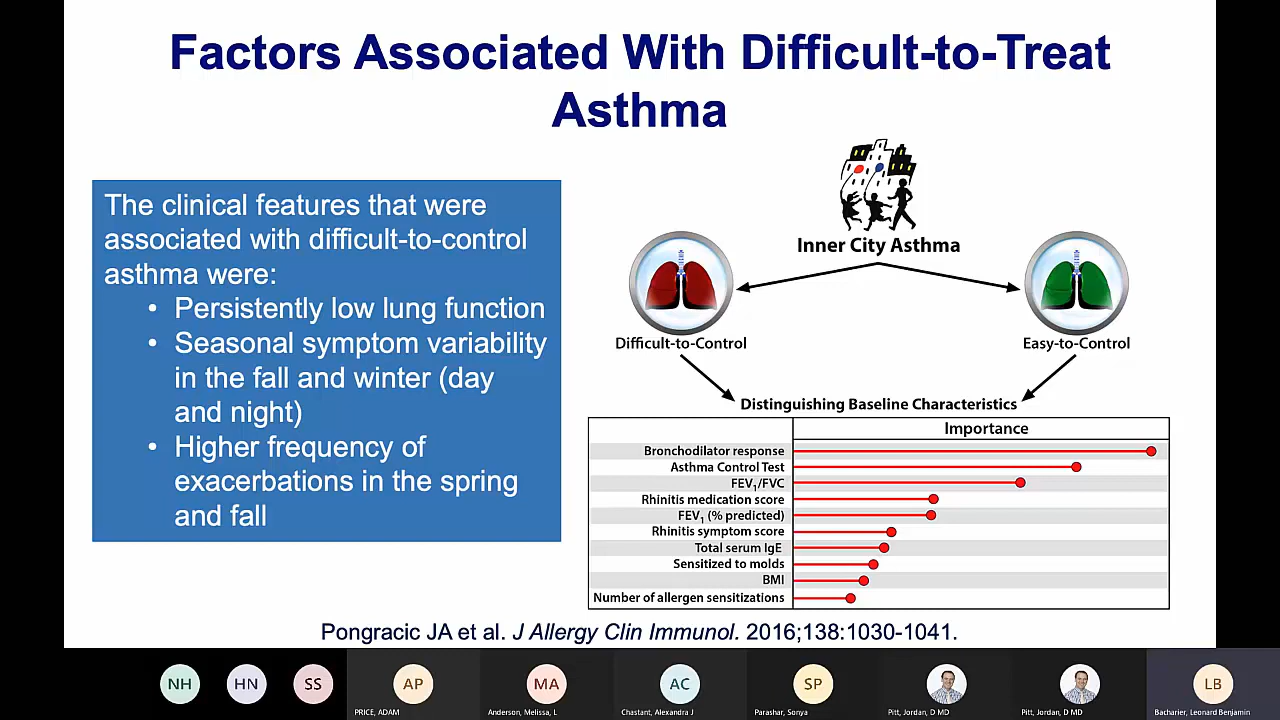 Factors Associated With Difficult-to-Treat
Asthma
The clinical features that were
associated with difficult-to-control
asthma were:
• Persistently low lung function
• Seasonal symptom variability
in the fall and winter (day
and night)
• Higher frequency of
exacerbations in the spring
and fall
Inner City Asthma
Difficult-to-Control
Easy-to-Control
Distinguishing Baseline Characteristics
Importance
Bronchodilator response
Asthma Control Test
FEV₁/FVC
Rhinitis medication score
FEV₁ (% predicted)
Rhinitis symptom score
Total serum IgE
Sensitized to molds
BMI
Number of allergen sensitizations
Pongracic JA et al. J Allergy Clin Immunol. 2016;138:1030-1041.
NH HN SS AP MA AC SP LB
PRICE, ADAM Anderson, Melissa, L Chastant, Alexandra J Parashar, Sonya Pitt, Jordan, D MD Pitt, Jordan, D MD Bacharier, Leonard Benjamin